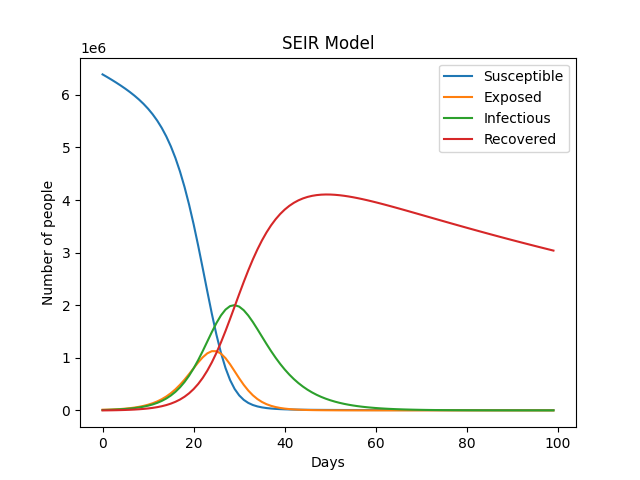 SEIR Model
1e6
Susceptible
Exposed
Infectious
Recovered
6
5
4
3
2
1
0
Number of people
0 20 40 60 80 100
Days